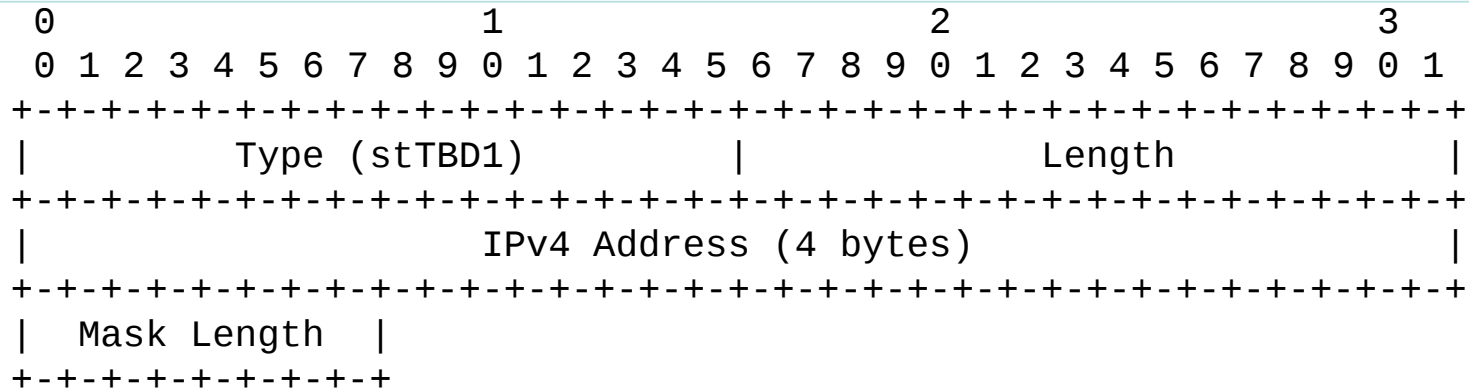 0                   1                   2                   3
 0 1 2 3 4 5 6 7 8 9 0 1 2 3 4 5 6 7 8 9 0 1 2 3 4 5 6 7 8 9 0 1
+-+-+-+-+-+-+-+-+-+-+-+-+-+-+-+-+-+-+-+-+-+-+-+-+-+-+-+-+-+-+-+-+
|         Type (stTBD1)         |             Length            |
+-+-+-+-+-+-+-+-+-+-+-+-+-+-+-+-+-+-+-+-+-+-+-+-+-+-+-+-+-+-+-+-+
|                    IPv4 Address (4 bytes)                     |
+-+-+-+-+-+-+-+-+-+-+-+-+-+-+-+-+-+-+-+-+-+-+-+-+-+-+-+-+-+-+-+-+
|  Mask Length  |
+-+-+-+-+-+-+-+-+